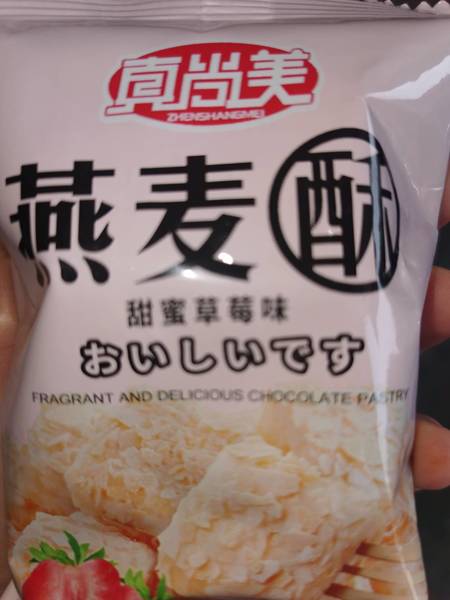 真尚美
ZHENSHANGMEI
燕麦酥
甜蜜草莓味
おいしいです
FRAGRANT AND DELICIOUS CHOCOLATE PASTRY